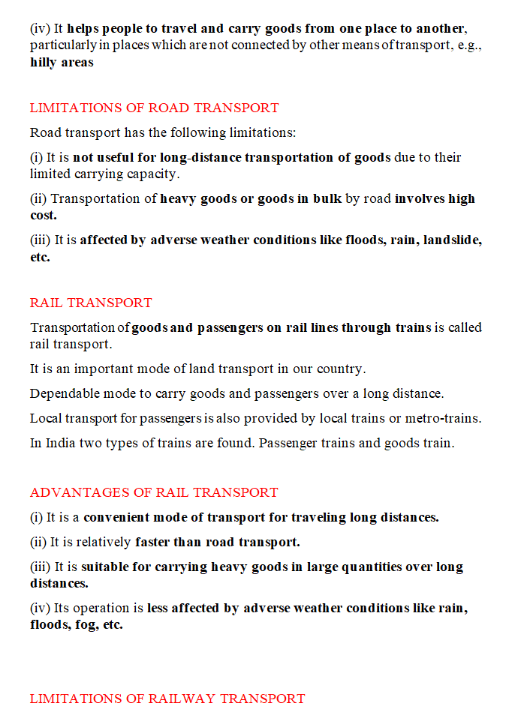 (iv) It helps people to travel and carry goods from one place to another,
particularly in places which are not connected by other means of transport, e.g.,
hilly areas
LIMITATIONS OF ROAD TRANSPORT
Road transport has the following limitations:
(i) It is not useful for long-distance transportation of goods due to their
limited carrying capacity.
(ii) Transportation of heavy goods or goods in bulk by road involves high
cost.
(iii) It is affected by adverse weather conditions like floods, rain, landslide,
etc.
RAIL TRANSPORT
Transportation of goods and passengers on rail lines through trains is called
rail transport.
It is an important mode of land transport in our country.
Dependable mode to carry goods and passengers over a long distance.
Local transport for passengers is also provided by local trains or metro-trains.
In India two types of trains are found. Passenger trains and goods train.
ADVANTAGES OF RAIL TRANSPORT
(i) It is a convenient mode of transport for traveling long distances.
(ii) It is relatively faster than road transport.
(iii) It is suitable for carrying heavy goods in large quantities over long
distances.
(iv) Its operation is less affected by adverse weather conditions like rain,
floods, fog, etc.
LIMITATIONS OF RAILWAY TRANSPORT